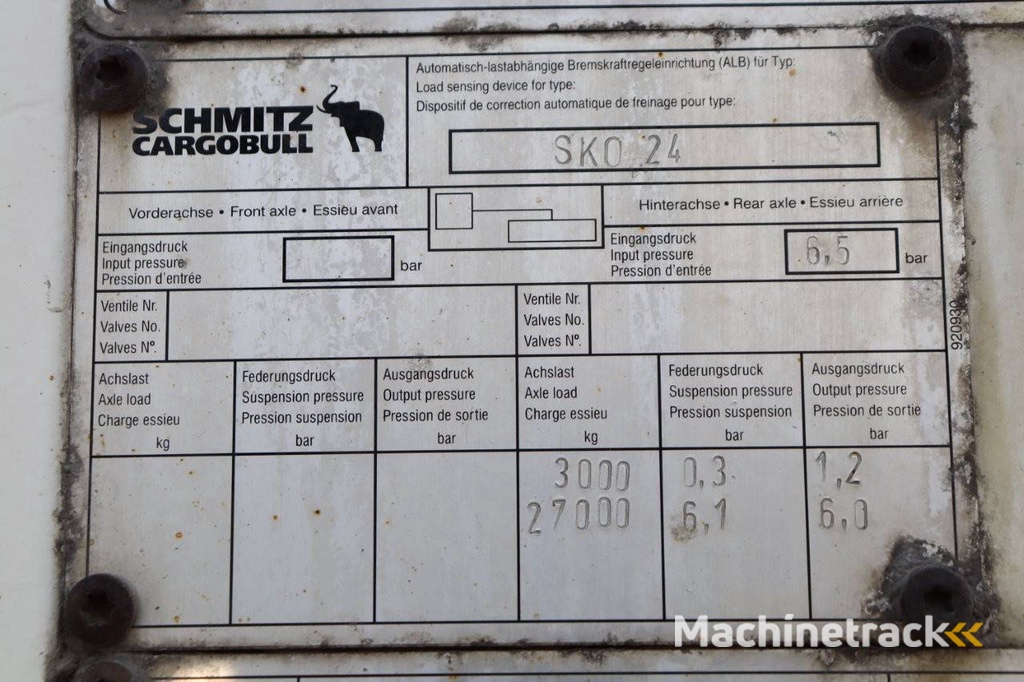 SCHMITZ
CARGOBULL
Automatisch-lastabhängige Bremskraftregeleinrichtung (ALB) für Typ:
Load sensing device for type:
Dispositif de correction automatique de freinage pour type:
SKO 24
Vorderachse • Front axle • Essieu avant
Hinterachse • Rear axle • Essieu arrière
Eingangsdruck
Input pressure
Pression d'entrée
bar
Eingangsdruck
Input pressure
Pression d'entrée
6,5
bar
Ventile Nr.
Valves No.
Valves N°.
Ventile Nr.
Valves No.
Valves N°.
920930
Achslast
Axle load
Charge essieu
kg
Federungsdruck
Suspension pressure
Pression suspension
bar
Ausgangsdruck
Output pressure
Pression de sortie
bar
Achslast
Axle load
Charge essieu
kg
Federungsdruck
Suspension pressure
Pression suspension
bar
Ausgangsdruck
Output pressure
Pression de sortie
bar
3000 0,3 1,2
27000 6,1 6,0
Machinetrack